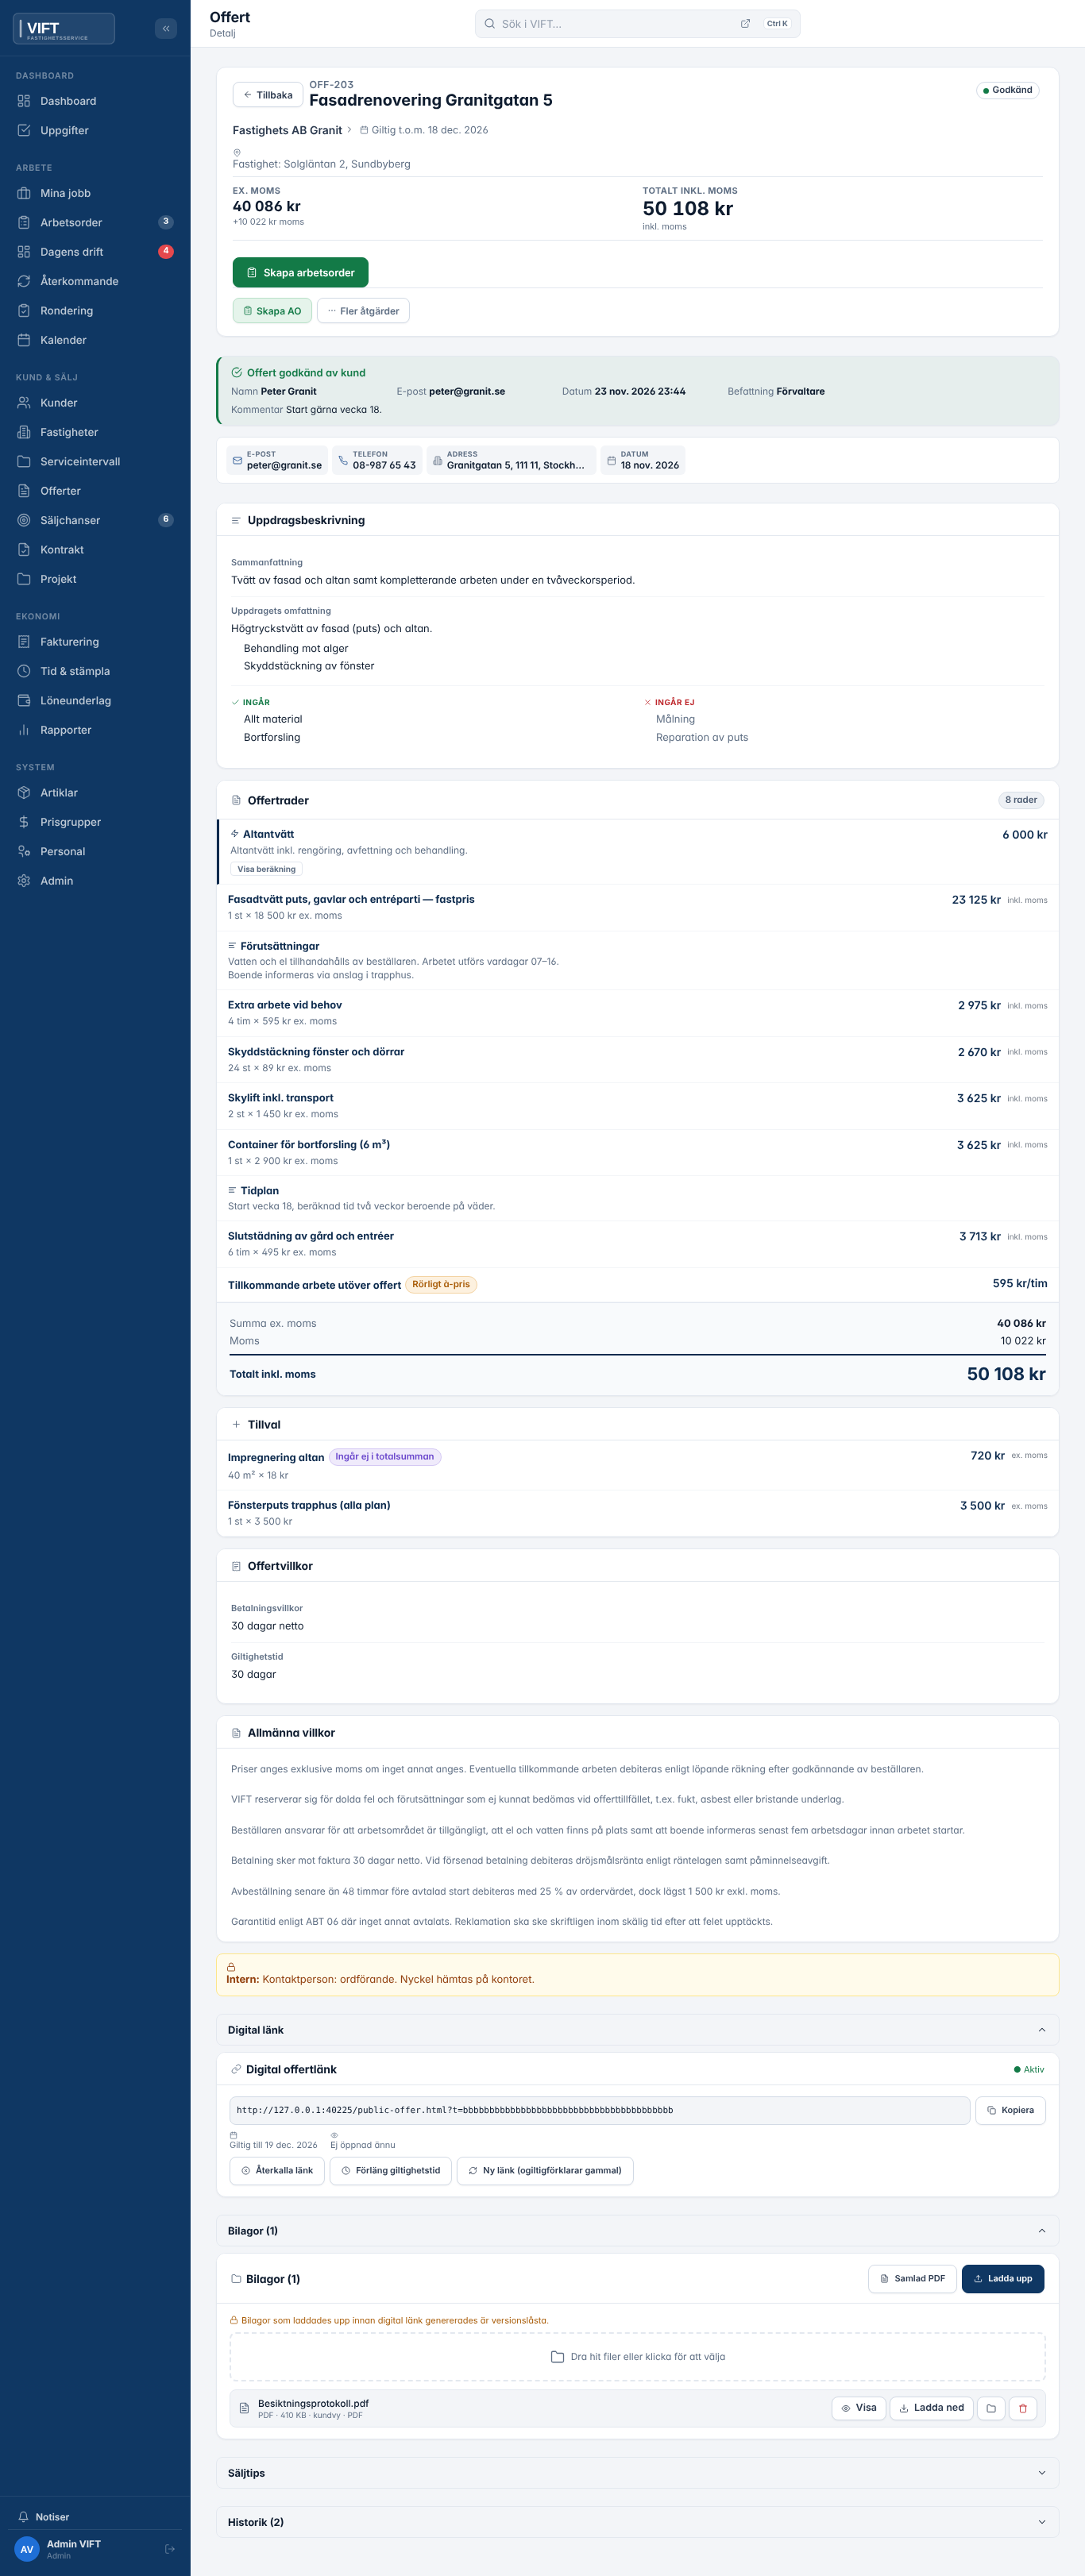 VIFT
FASTIGHETSSERVICE
DASHBOARD
Dashboard
Uppgifter
ARBETE
Mina jobb
Arbetsorder 3
Dagens drift 4
Återkommande
Rondering
Kalender
KUND & SÄLJ
Kunder
Fastigheter
Serviceintervall
Offerter
Säljchanser 6
Kontrakt
Projekt
EKONOMI
Fakturering
Tid & stämpla
Löneunderlag
Rapporter
SYSTEM
Artiklar
Prisgrupper
Personal
Admin
Notiser
AV
Admin VIFT
Admin
Offert
Detalj
Sök i VIFT... Ctrl K
Tillbaka
OFF-203
Fasadrenovering Granitgatan 5
Godkänd
Fastighets AB Granit Giltig t.o.m. 18 dec. 2026
Fastighet: Solgläntan 2, Sundbyberg
EX. MOMS
40 086 kr
+10 022 kr moms
TOTALT INKL. MOMS
50 108 kr
inkl. moms
Skapa arbetsorder
Skapa AO
Fler åtgärder
Offert godkänd av kund
Namn Peter Granit E-post peter@granit.se Datum 23 nov. 2026 23:44 Befattning Förvaltare
Kommentar Start gärna vecka 18.
E-POST
peter@granit.se
TELEFON
08-987 65 43
ADRESS
Granitgatan 5, 111 11, Stockh...
DATUM
18 nov. 2026
Uppdragsbeskrivning
Sammanfattning
Tvätt av fasad och altan samt kompletterande arbeten under en tvåveckorsperiod.
Uppdragets omfattning
Högtryckstvätt av fasad (puts) och altan.
Behandling mot alger
Skyddstäckning av fönster
INGÅR
Allt material
Bortforsling
INGÅR EJ
Målning
Reparation av puts
Offertrader 8 rader
Altantvätt 6 000 kr
Altantvätt inkl. rengöring, avfettning och behandling.
Visa beräkning
Fasadtvätt puts, gavlar och entréparti — fastpris 23 125 kr inkl. moms
1 st × 18 500 kr ex. moms
Förutsättningar
Vatten och el tillhandahålls av beställaren. Arbetet utförs vardagar 07–16.
Boende informeras via anslag i trapphus.
Extra arbete vid behov 2 975 kr inkl. moms
4 tim × 595 kr ex. moms
Skyddstäckning fönster och dörrar 2 670 kr inkl. moms
24 st × 89 kr ex. moms
Skylift inkl. transport 3 625 kr inkl. moms
2 st × 1 450 kr ex. moms
Container för bortforsling (6 m³) 3 625 kr inkl. moms
1 st × 2 900 kr ex. moms
Tidplan
Start vecka 18, beräknad tid två veckor beroende på väder.
Slutstädning av gård och entréer 3 713 kr inkl. moms
6 tim × 495 kr ex. moms
Tillkommande arbete utöver offert Rörligt à-pris 595 kr/tim
Summa ex. moms 40 086 kr
Moms 10 022 kr
Totalt inkl. moms 50 108 kr
Tillval
Impregnering altan Ingår ej i totalsumman 720 kr ex. moms
40 m² × 18 kr
Fönsterputs trapphus (alla plan) 3 500 kr ex. moms
1 st × 3 500 kr
Offertvillkor
Betalningsvillkor
30 dagar netto
Giltighetstid
30 dagar
Allmänna villkor
Priser anges exklusive moms om inget annat anges. Eventuella tillkommande arbeten debiteras enligt löpande räkning efter godkännande av beställaren.
VIFT reserverar sig för dolda fel och förutsättningar som ej kunnat bedömas vid offerttillfället, t.ex. fukt, asbest eller bristande underlag.
Beställaren ansvarar för att arbetsområdet är tillgängligt, att el och vatten finns på plats samt att boende informeras senast fem arbetsdagar innan arbetet startar.
Betalning sker mot faktura 30 dagar netto. Vid försenad betalning debiteras dröjsmålsränta enligt räntelagen samt påminnelseavgift.
Avbeställning senare än 48 timmar före avtalad start debiteras med 25 % av ordervärdet, dock lägst 1 500 kr exkl. moms.
Garantitid enligt ABT 06 där inget annat avtalats. Reklamation ska ske skriftligen inom skälig tid efter att felet upptäckts.
Intern: Kontaktperson: ordförande. Nyckel hämtas på kontoret.
Digital länk
Digital offertlänk Aktiv
http://127.0.0.1:40225/public-offer.html?t=bbbbbbbbbbbbbbbbbbbbbbbbbbbbbbbbbbbbbbbb Kopiera
Giltig till 19 dec. 2026 Ej öppnad ännu
Återkalla länk
Förläng giltighetstid
Ny länk (ogiltigförklarar gammal)
Bilagor (1)
Bilagor (1) Samlad PDF Ladda upp
Bilagor som laddades upp innan digital länk genererades är versionslåsta.
Dra hit filer eller klicka för att välja
Besiktningsprotokoll.pdf
PDF · 410 KB · kundvy · PDF
Visa
Ladda ned
Säljtips
Historik (2)